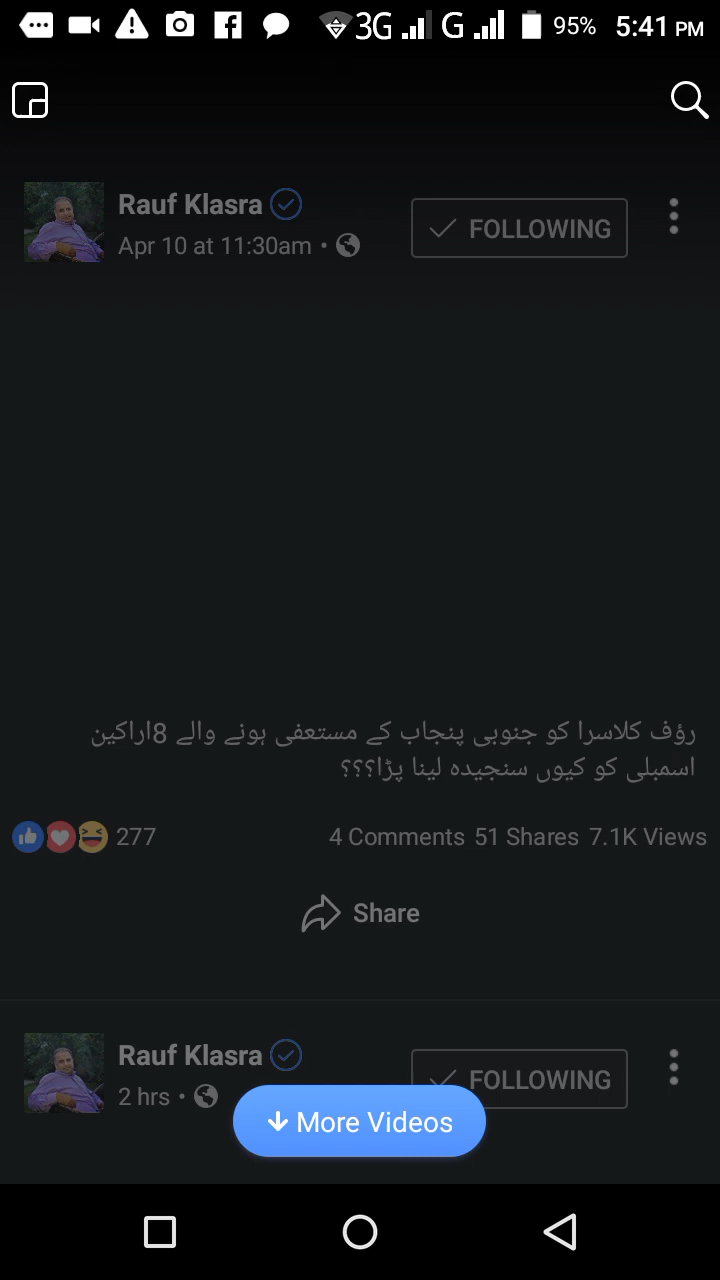 3G G 95% 5:41 PM
Rauf Klasra
Apr 10 at 11:30am •
FOLLOWING
رؤف کلاسرا کو جنوبی پنجاب کے مستعفی ہونے والے 8اراکین
اسمبلی کو کیوں سنجیدہ لینا پڑا؟؟؟
277 4 Comments 51 Shares 7.1K Views
Share
Rauf Klasra
2 hrs •
FOLLOWING
More Videos